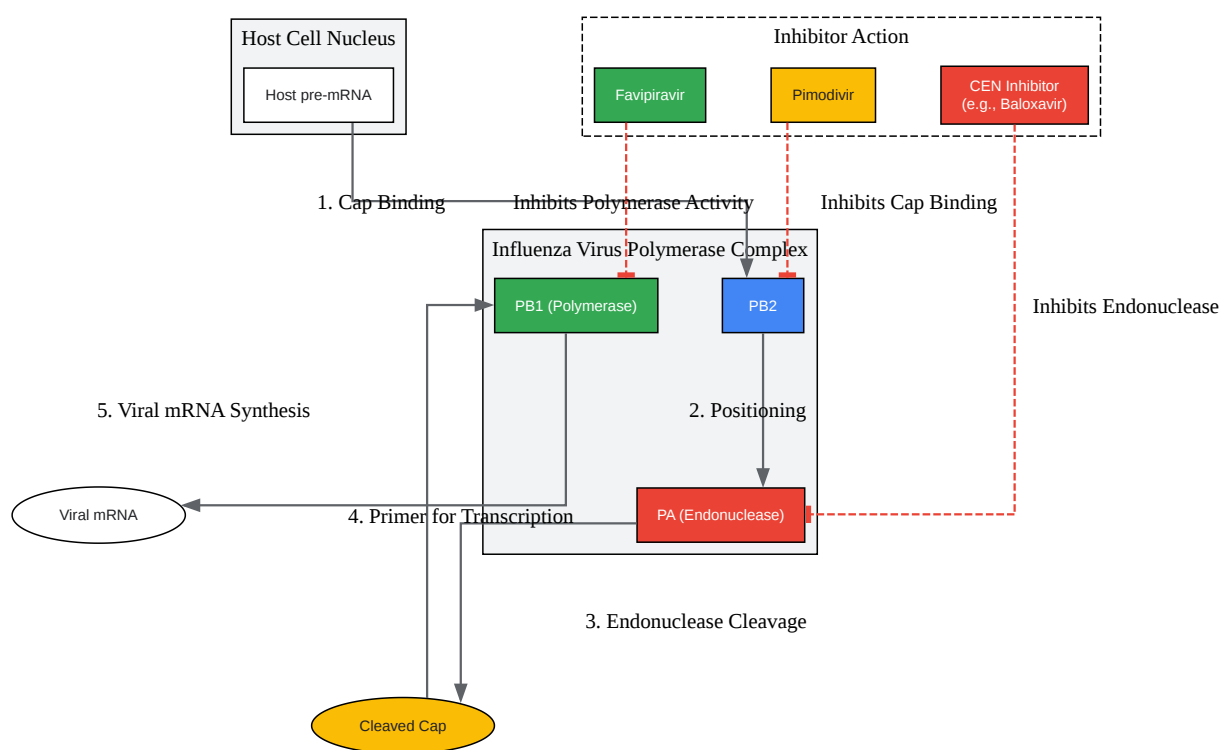 Host Cell Nucleus
Host pre-mRNA
Inhibitor Action
Favipiravir
Pimodivir
CEN Inhibitor
(e.g., Baloxavir)
1. Cap Binding
Inhibits Polymerase Activity
Inhibits Cap Binding
Influenza Virus Polymerase Complex
PB1 (Polymerase)
PB2
Inhibits Endonuclease
5. Viral mRNA Synthesis
2. Positioning
Viral mRNA
4. Primer for Transcription
PA (Endonuclease)
3. Endonuclease Cleavage
Cleaved Cap